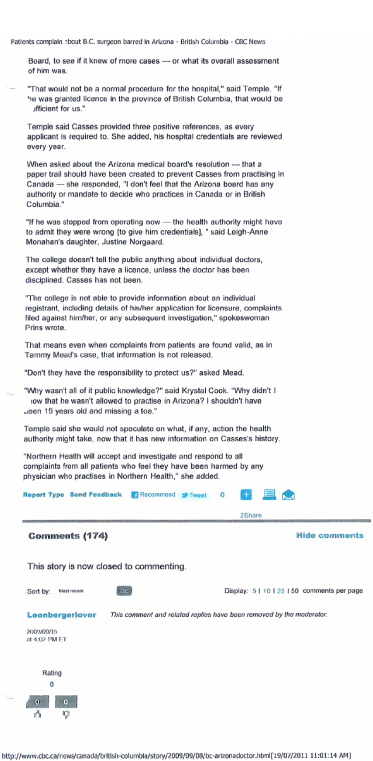 Patients complain about B.C. surgeon barred in Arizona - British Columbia - CBC News
Board, to see if it knew of more cases — or what its overall assessment
of him was.
"That would not be a normal procedure for the hospital," said Temple. "If
he was granted licence in the province of British Columbia, that would be
ufficient for us."
Temple said Casses provided three positive references, as every
applicant is required to. She added, his hospital credentials are reviewed
every year.
When asked about the Arizona medical board's resolution — that a
paper trail should have been created to prevent Casses from practising in
Canada — she responded, "I don't feel that the Arizona board has any
authority or mandate to decide who practices in Canada or in British
Columbia."
"If he was stopped from operating now — the health authority might have
to admit they were wrong [to give him credentials], " said Leigh-Anne
Monahan's daughter, Justine Norgaard.
The college doesn't tell the public anything about individual doctors,
except whether they have a licence, unless the doctor has been
disciplined. Casses has not been.
"The college is not able to provide information about an individual
registrant, including details of his/her application for licensure, complaints
filed against him/her, or any subsequent investigation," spokeswoman
Prins wrote.
That means even when complaints from patients are found valid, as in
Tammy Mead's case, that information is not released.
"Don't they have the responsibility to protect us?" asked Mead.
"Why wasn't all of it public knowledge?" said Krystal Cook. "Why didn't I
ow that he wasn't allowed to practise in Arizona? I shouldn't have
been 19 years old and missing a toe."
Temple said she would not speculate on what, if any, action the health
authority might take, now that it has new information on Casses's history.
"Northern Health will accept and investigate and respond to all
complaints from all patients who feel they have been harmed by any
physician who practises in Northern Health," she added.
Report Typo Send Feedback Recommend Tweet 0
2Share
Comments (174) Hide comments
This story is now closed to commenting.
Sort by: Most recent Display: 5 | 10 | 25 | 50 comments per page
Leonbergerlover This comment and related replies have been removed by the moderator.
2009/09/15
at 4:02 PM ET
Rating
0
0 0
http://www.cbc.ca/news/canada/british-columbia/story/2009/09/08/bc-arizonadoctor.html[19/07/2011 11:01:14 AM]